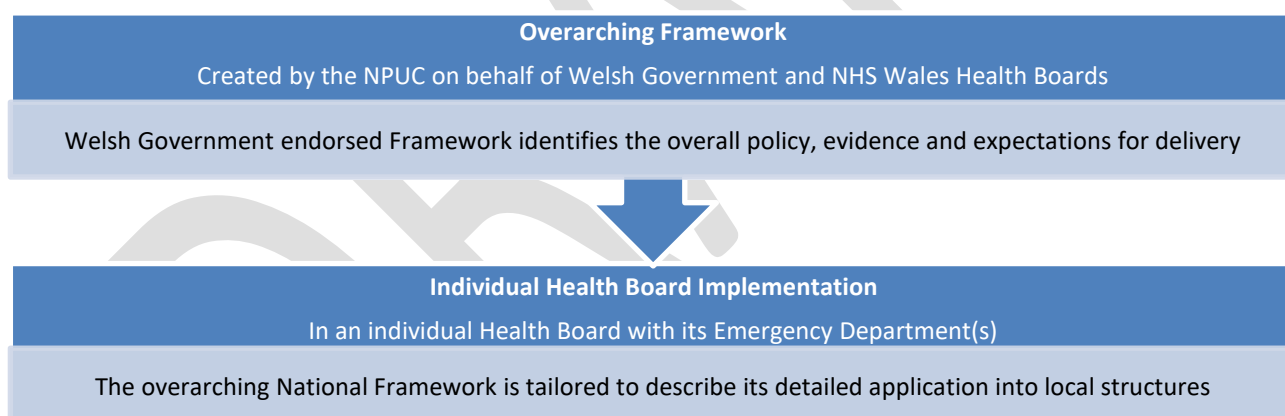 Overarching Framework
Created by the NPUC on behalf of Welsh Government and NHS Wales Health Boards
Welsh Government endorsed Framework identifies the overall policy, evidence and expectations for delivery
Individual Health Board Implementation
In an individual Health Board with its Emergency Department(s)
The overarching National Framework is tailored to describe its detailed application into local structures